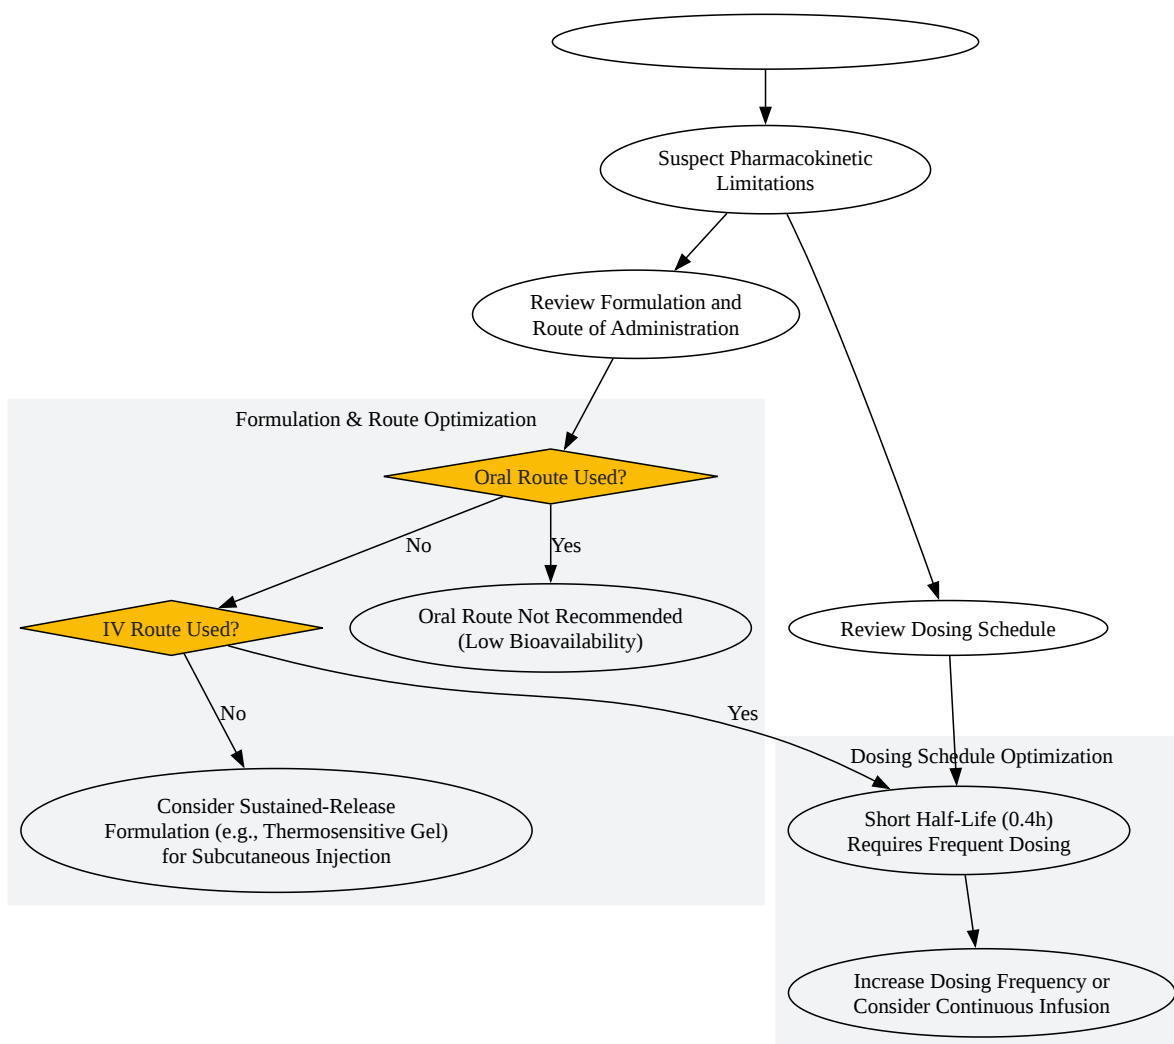 Suspect Pharmacokinetic
Limitations
Review Formulation and
Route of Administration
Formulation & Route Optimization
Oral Route Used?
No
Yes
IV Route Used?
Oral Route Not Recommended
(Low Bioavailability)
Review Dosing Schedule
No
Yes
Dosing Schedule Optimization
Consider Sustained-Release
Formulation (e.g., Thermosensitive Gel)
for Subcutaneous Injection
Short Half-Life (0.4h)
Requires Frequent Dosing
Increase Dosing Frequency or
Consider Continuous Infusion